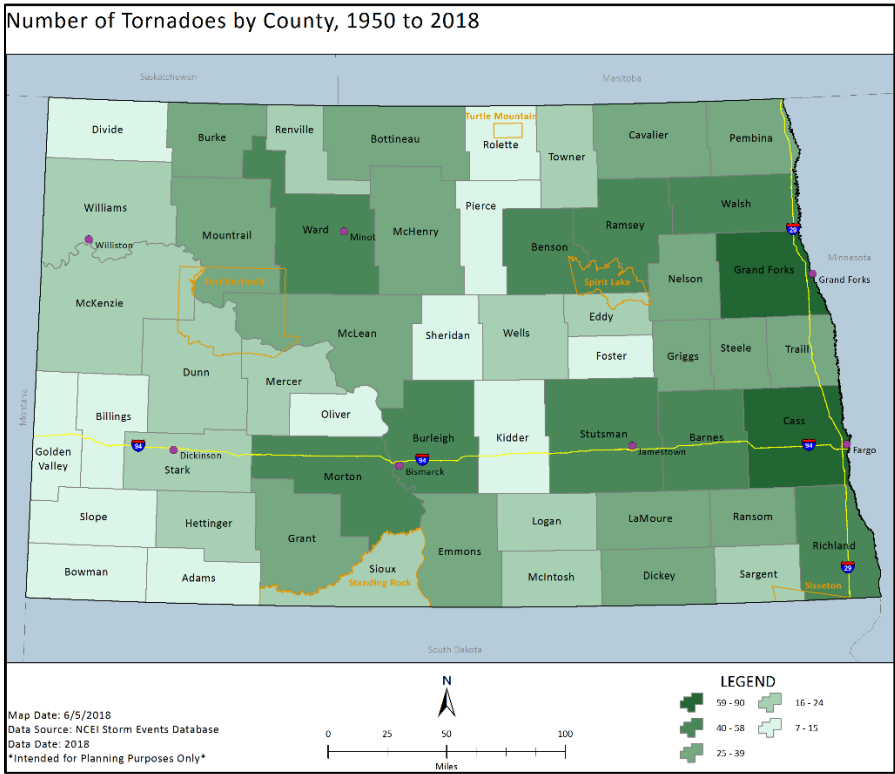 Number of Tornadoes by County, 1950 to 2018
Saskatchewan
Manitoba
Divide
Burke
Renville
Bottineau
Turtle Mountain
Rolette
Towner
Cavalier
Pembina
Williams
Williston
Mountrail
Ward
Minot
McHenry
Pierce
Benson
Ramsey
Walsh
29
Minnesota
McKenzie
Fort Berthold
McLean
Sheridan
Wells
Spirit Lake
Eddy
Nelson
Grand Forks
Grand Forks
Dunn
Mercer
Oliver
Foster
Griggs
Steele
Traill
Montana
Billings
Golden
Valley
94
Dickinson
Stark
Morton
Burleigh
94
Bismarck
Kidder
Stutsman
Jamestown
Barnes
Cass
94
Fargo
Slope
Hettinger
Grant
Emmons
Logan
LaMoure
Ransom
Richland
Bowman
Adams
Sioux
Standing Rock
McIntosh
Dickey
Sargent
29
Sisseton
South Dakota
N
LEGEND
59 - 90
16 - 24
40 - 58
7 - 15
25 - 39
Map Date: 6/5/2018
Data Source: NCEI Storm Events Database
Data Date: 2018
*Intended for Planning Purposes Only*
0
25
50
100
Miles